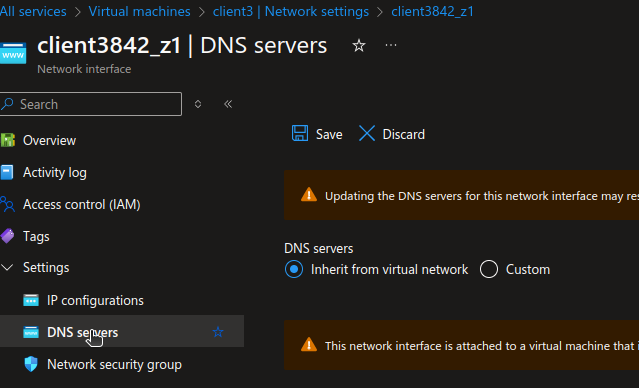 All services > Virtual machines > client3 | Network settings > client3842_z1
client3842_z1 | DNS servers ☆ ...
www
Network interface
Search
Save Discard
Overview
Activity log
Updating the DNS servers for this network interface may
Access control (IAM)
Tags
DNS servers
Settings
Inherit from virtual network Custom
IP configurations
DNS servers
This network interface is attached to a virtual machine that
Network security group